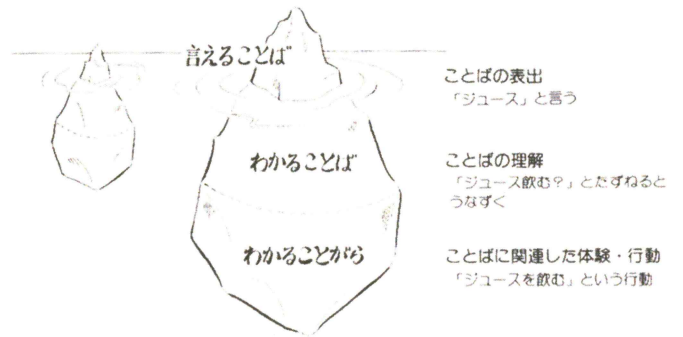 言えることば
ことばの表出
「ジュース」と言う
わかることば
ことばの理解
「ジュース飲む？」とたずねると
うなずく
わかることがら
ことばに関連した体験・行動
「ジュースを飲む」という行動